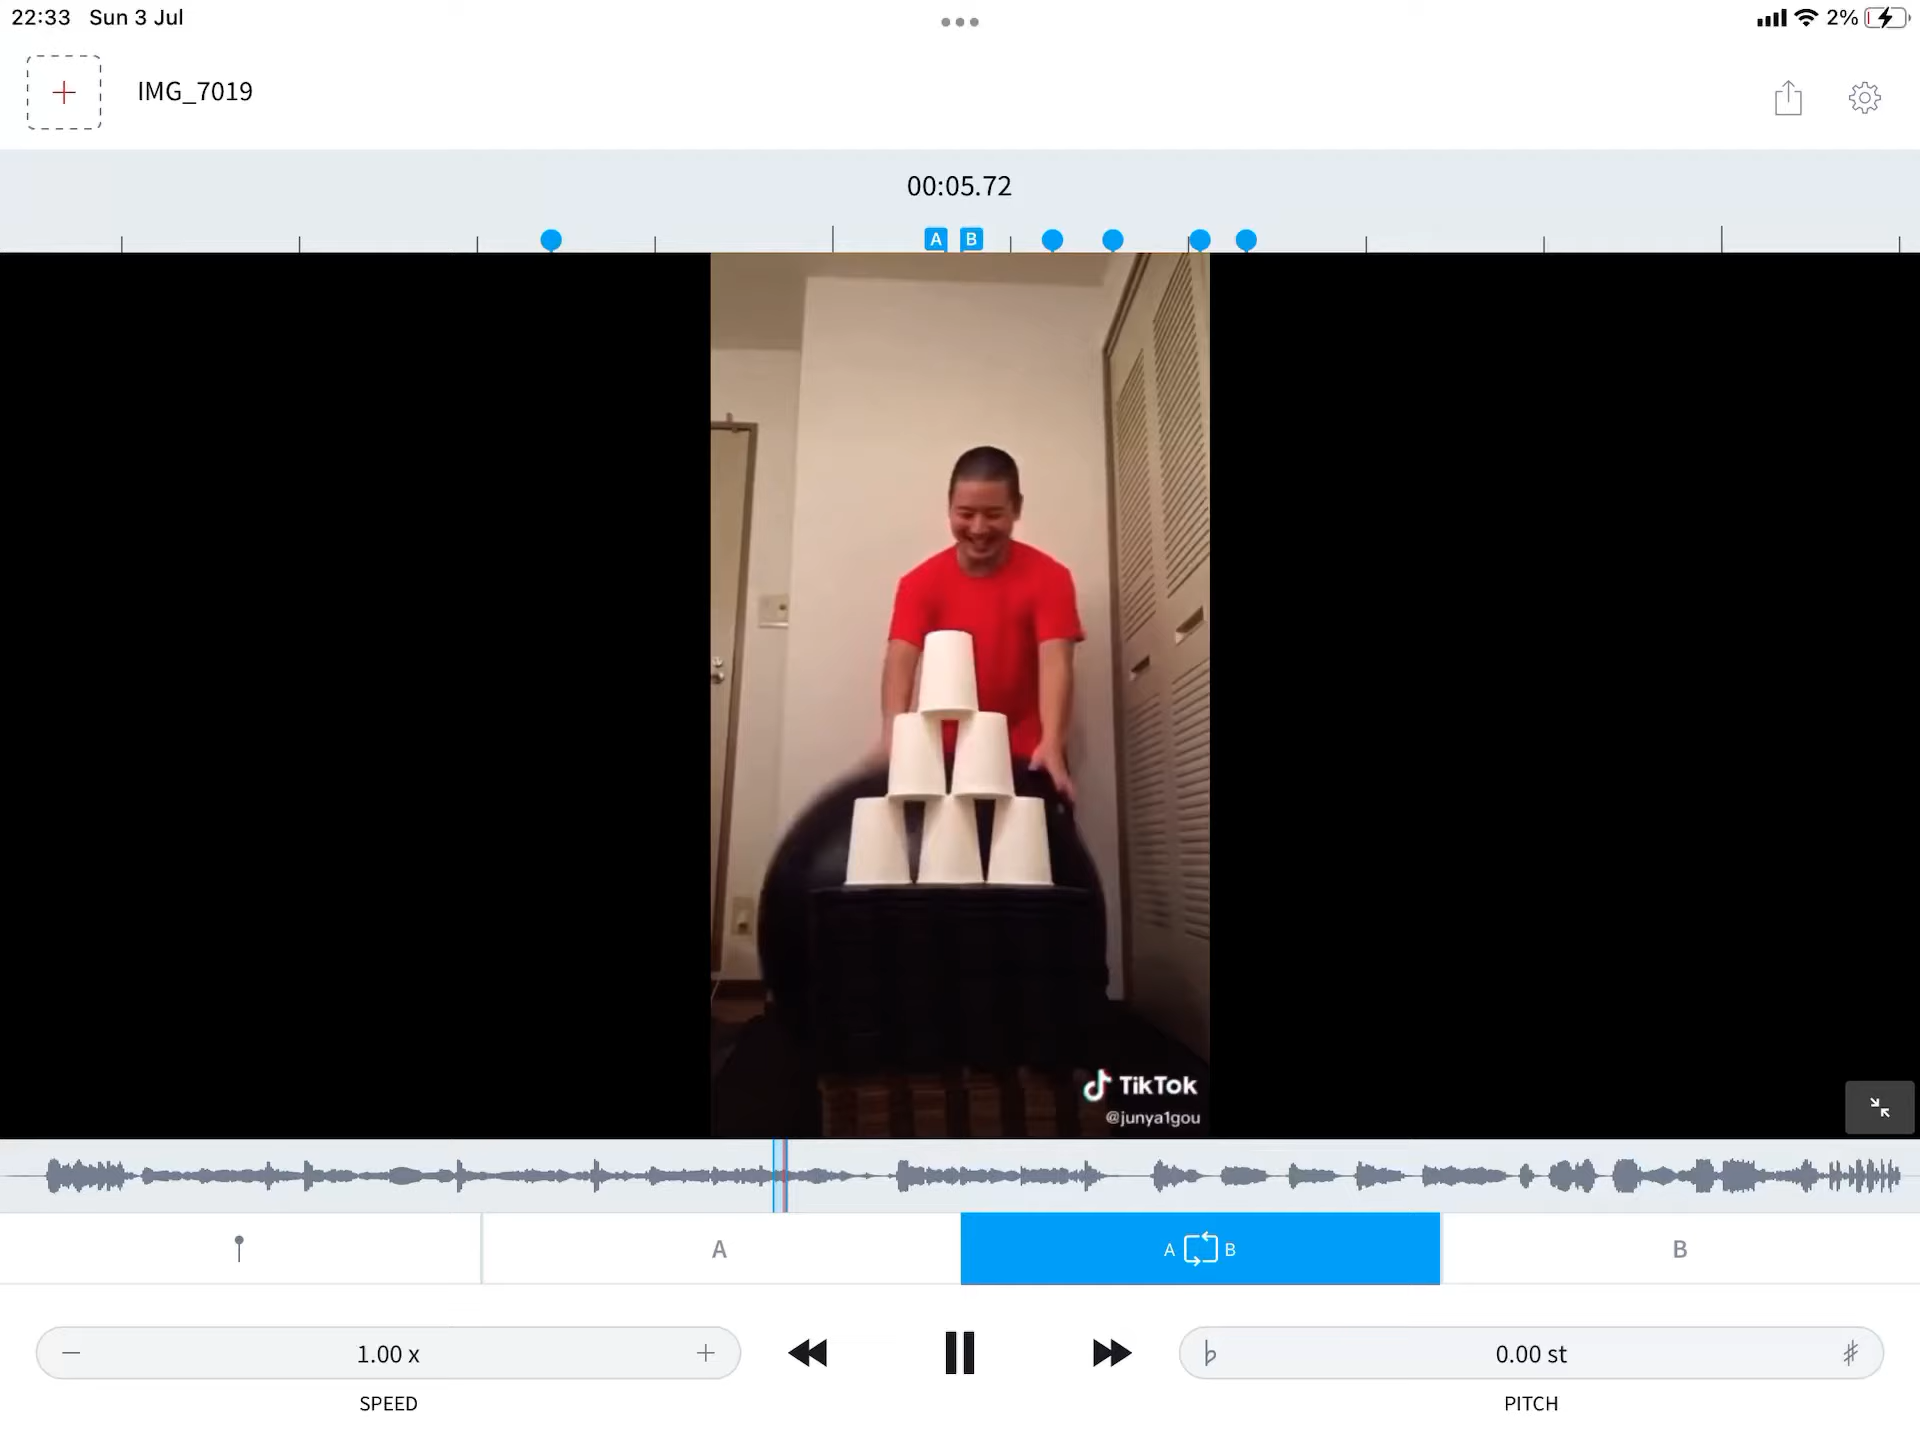 22:33 Sun 3 Jul
2%
IMG_7019
00:05.72
A B
TikTok
@junya1gou
A
A B
B
1.00 x
0.00 st
SPEED
PITCH